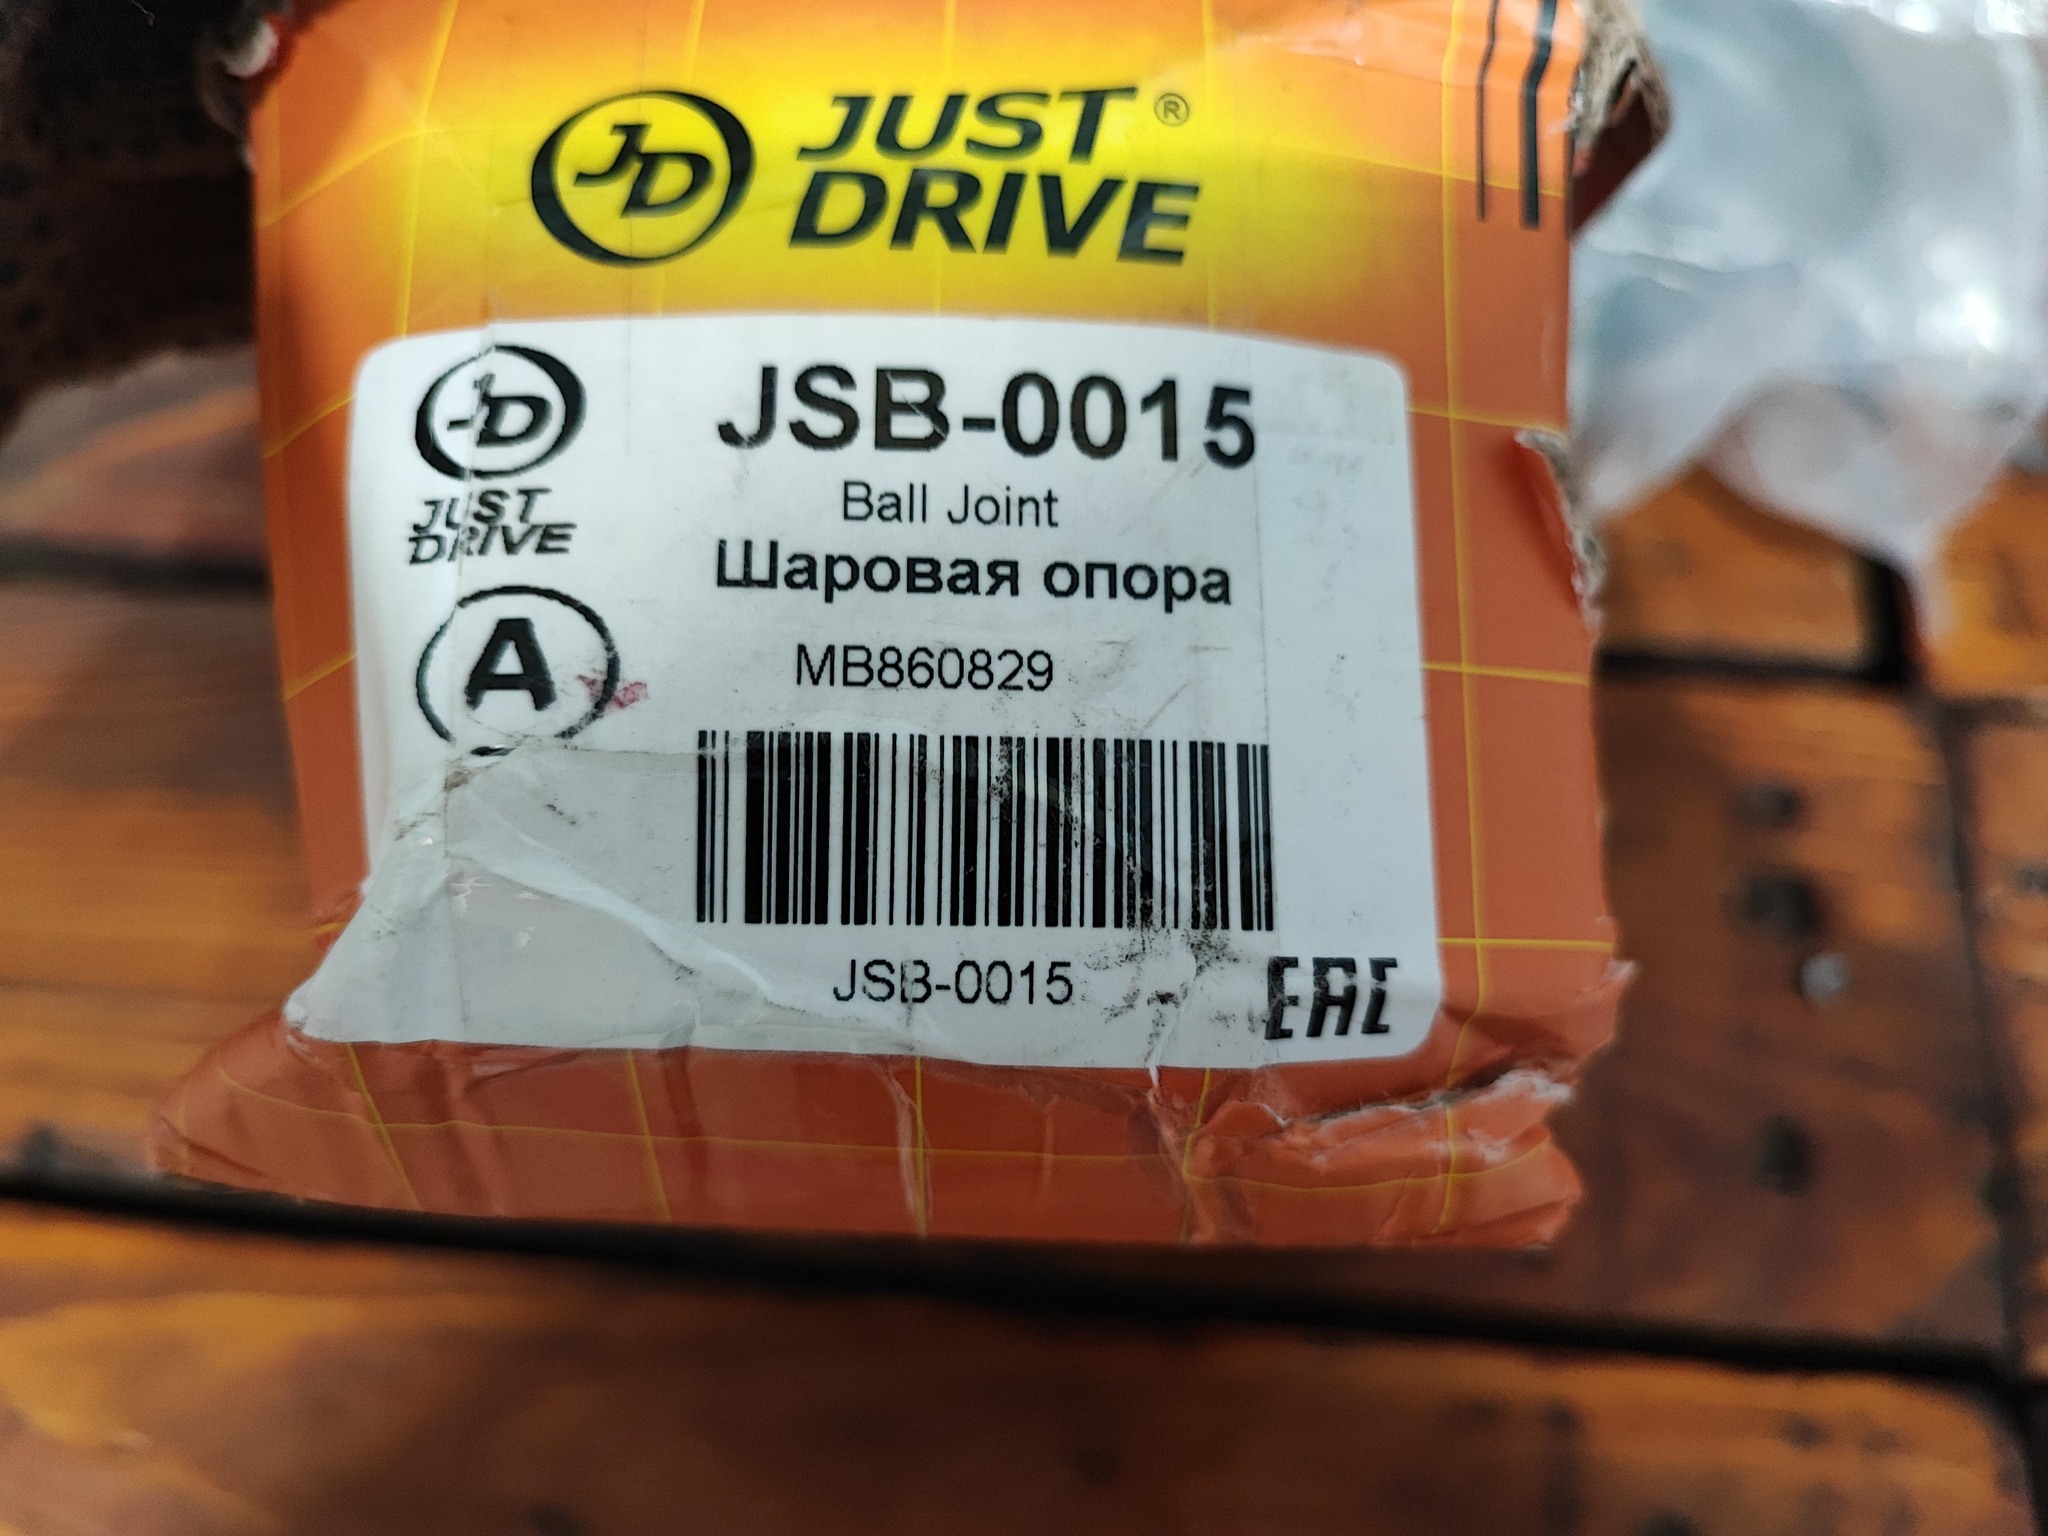 JD JUST ®
DRIVE
JD
JUST
DRIVE
A
JSB-0015
Ball Joint
Шаровая опора
MB860829
JSB-0015
EAC